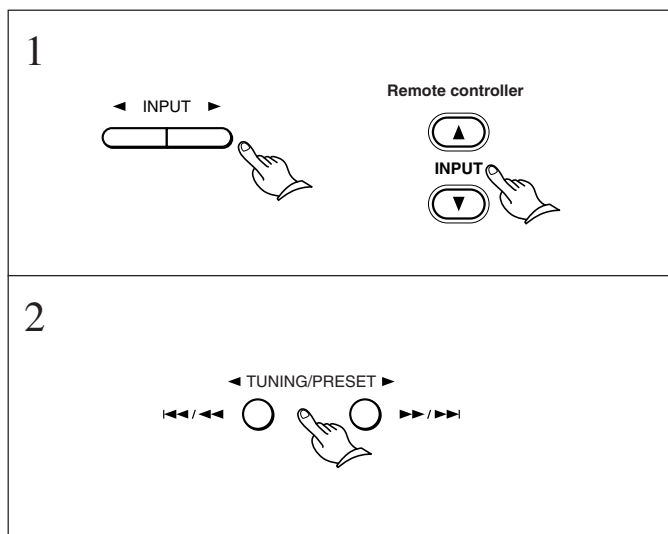 1
◄ INPUT ►
Remote controller
INPUT
2
◄ TUNING/PRESET ►